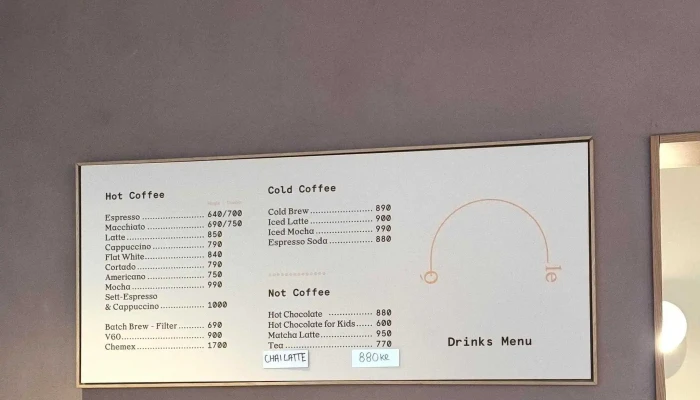 Hot Coffee
Espresso 640/700
Macchiato 690/750
Latte 850
Cappuccino 790
Flat White 840
Cortado 790
Americano 750
Mocha 990
Sett-Espresso
& Cappuccino 1000
Batch Brew - Filter 690
V60 900
Chemex 1700
Cold Coffee
Cold Brew 890
Iced Latte 900
Iced Mocha 990
Espresso Soda 880
Not Coffee
Hot Chocolate 880
Hot Chocolate for Kids 600
Matcha Latte 950
Tea 770
CHAI LATTE 880 kr
Drinks Menu